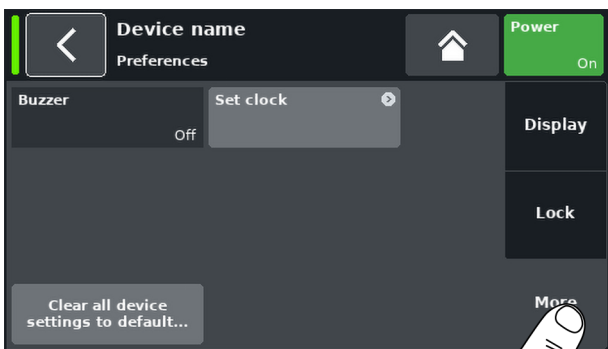 Device name
Preferences
Power
On
Buzzer
Off
Set clock
Display
Lock
Clear all device
settings to default...
More